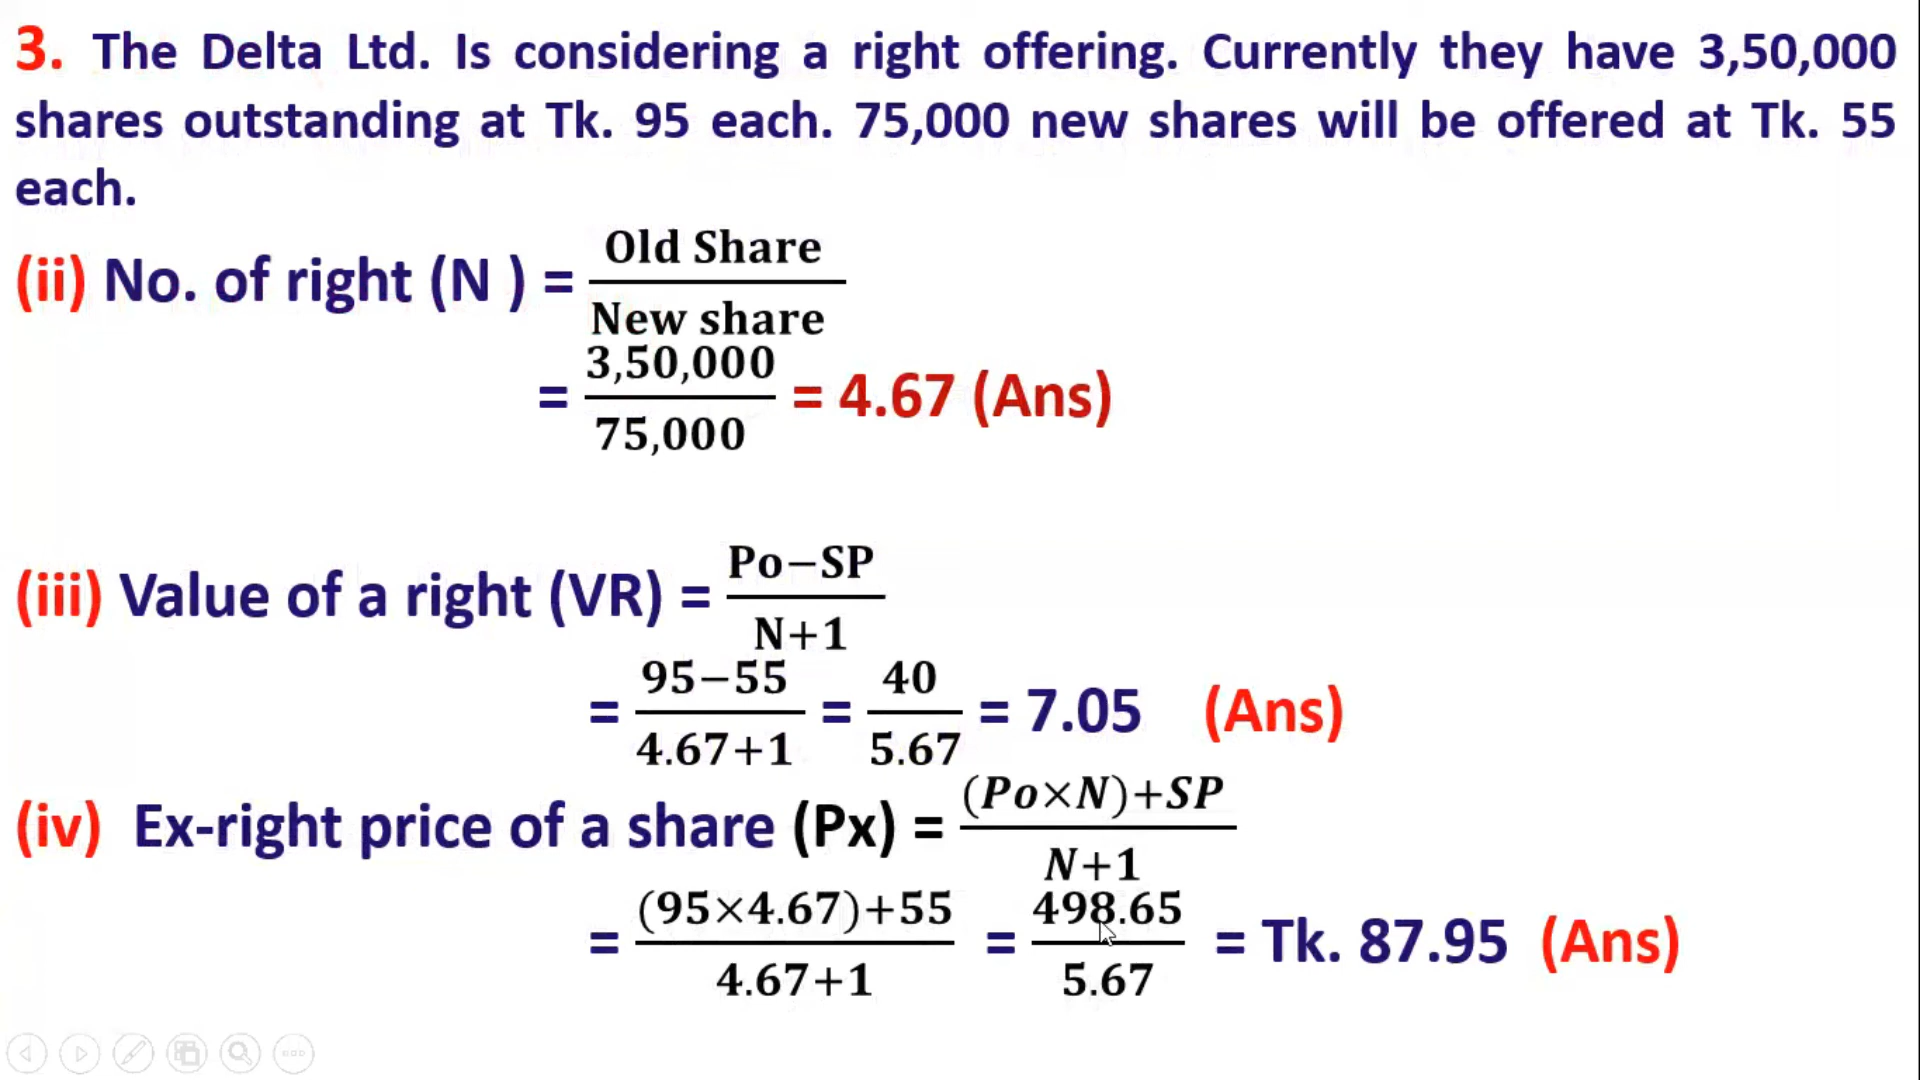 3. The Delta Ltd. Is considering a right offering. Currently they have 3,50,000
shares outstanding at Tk. 95 each. 75,000 new shares will be offered at Tk. 55
each.
(ii) No. of right (N ) = Old Share
New share
= 3,50,000
75,000
= 4.67 (Ans)
(iii) Value of a right (VR) = Po−SP
N+1
= 95−55
4.67+1
= 40
5.67
= 7.05 (Ans)
(iv) Ex-right price of a share (Px) = (Po×N)+SP
N+1
= (95×4.67)+55
4.67+1
= 498.65
5.67
= Tk. 87.95 (Ans)